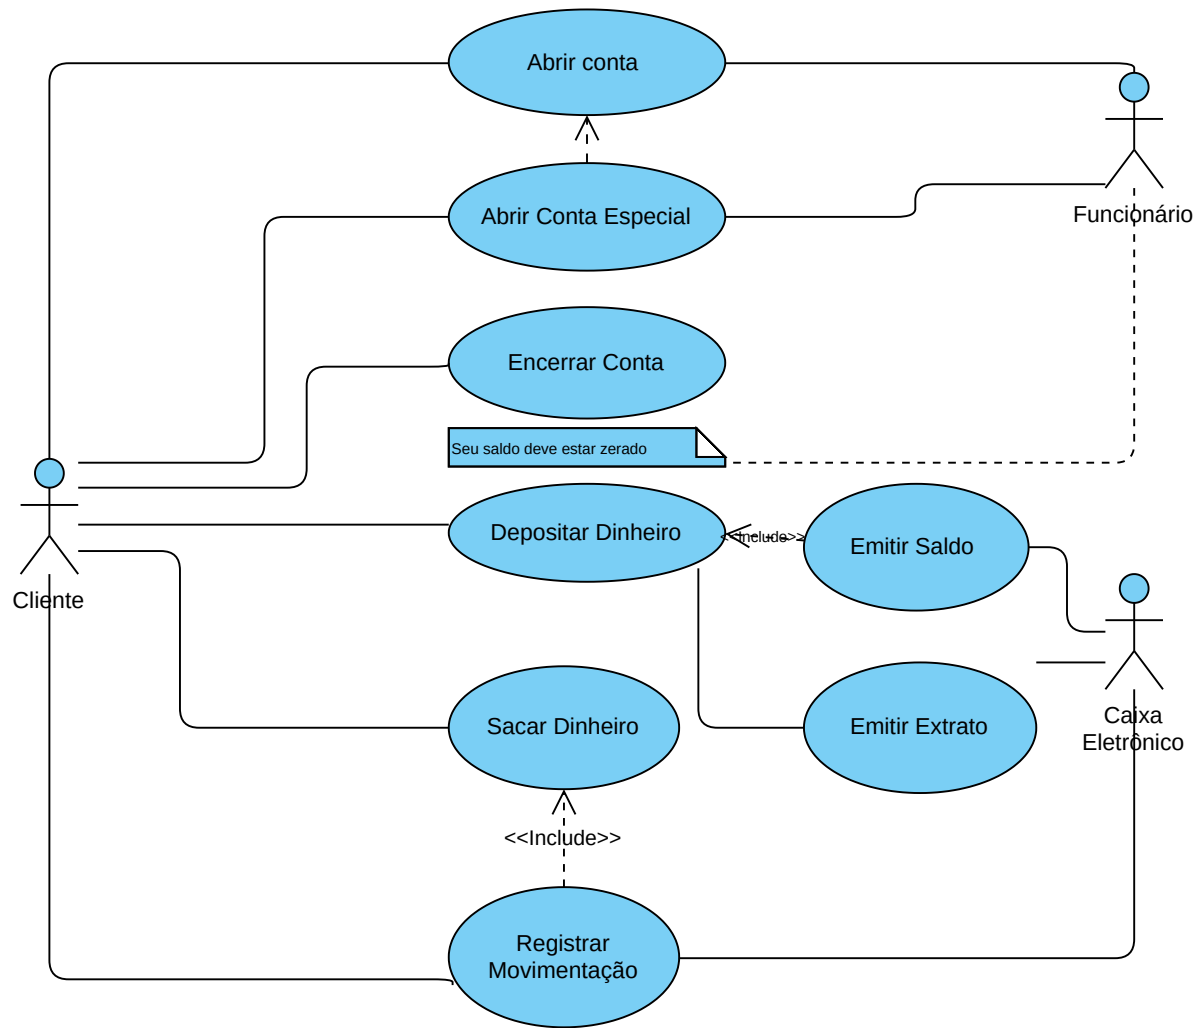 Abrir conta
Abrir Conta Especial
Funcionário
Encerrar Conta
Seu saldo deve estar zerado
Depositar Dinheiro
<<Include>>
Emitir Saldo
Cliente
Sacar Dinheiro
Emitir Extrato
Caixa
Eletrônico
<<Include>>
Registrar
Movimentação